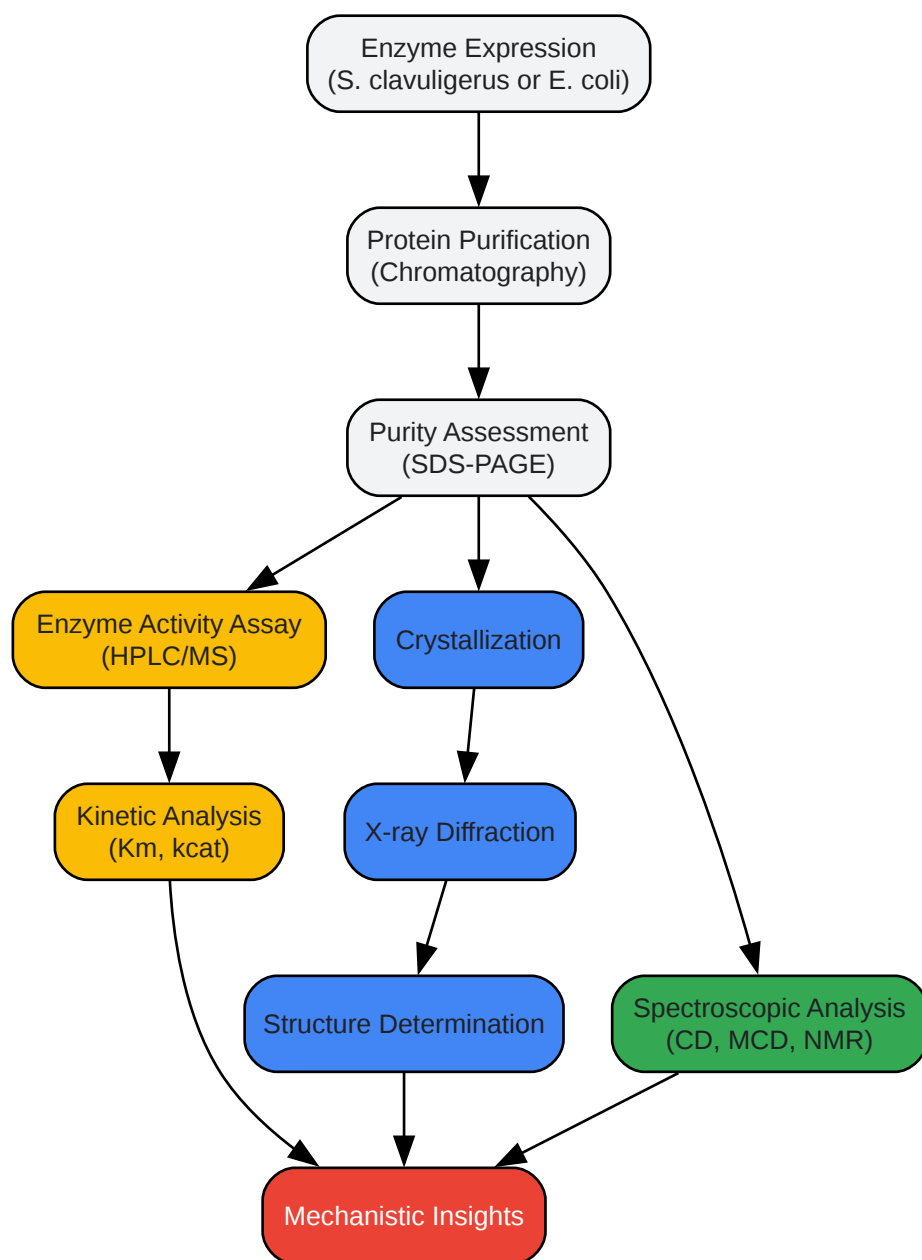 Enzyme Expression
(S. clavuligerus or E. coli)
Protein Purification
(Chromatography)
Purity Assessment
(SDS-PAGE)
Enzyme Activity Assay
(HPLC/MS)
Crystallization
Kinetic Analysis
(Km, kcat)
X-ray Diffraction
Structure Determination
Spectroscopic Analysis
(CD, MCD, NMR)
Mechanistic Insights